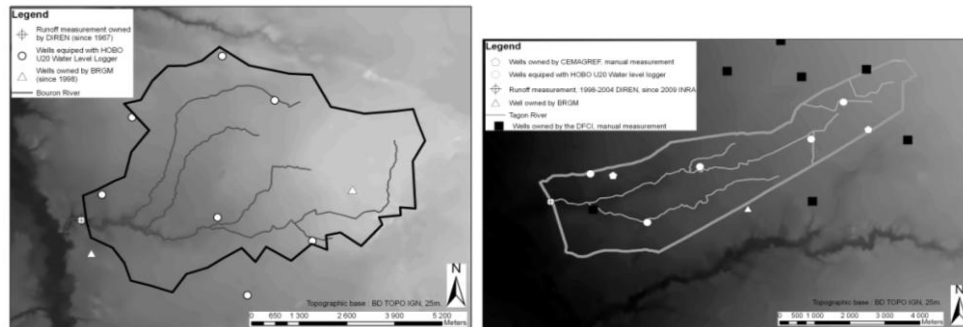 Legend
Runoff measurement owned
by DIREN (since 1967)
Wells equiped with HOBO
U20 Water Level Logger
Wells owned by BRGM
(since 1998)
Bouron River
N
Topographic base : BD TOPO IGN, 25m.
0 650 1 300 2 600 3 900 5 200
Meters
Legend
Wells owned by CEMAGREF, manual measurement
Wells equiped with HOBO U20 Water level logger
Runoff measurement, 1998-2004 DIREN, since 2009 INRA
Well owned by BRGM
Tagon River
Wells owned by the DFCI, manual measurement
N
Topographic base : BD TOPO IGN, 25m.
0 500 1 000 2 000 3 000 4 000
Meters